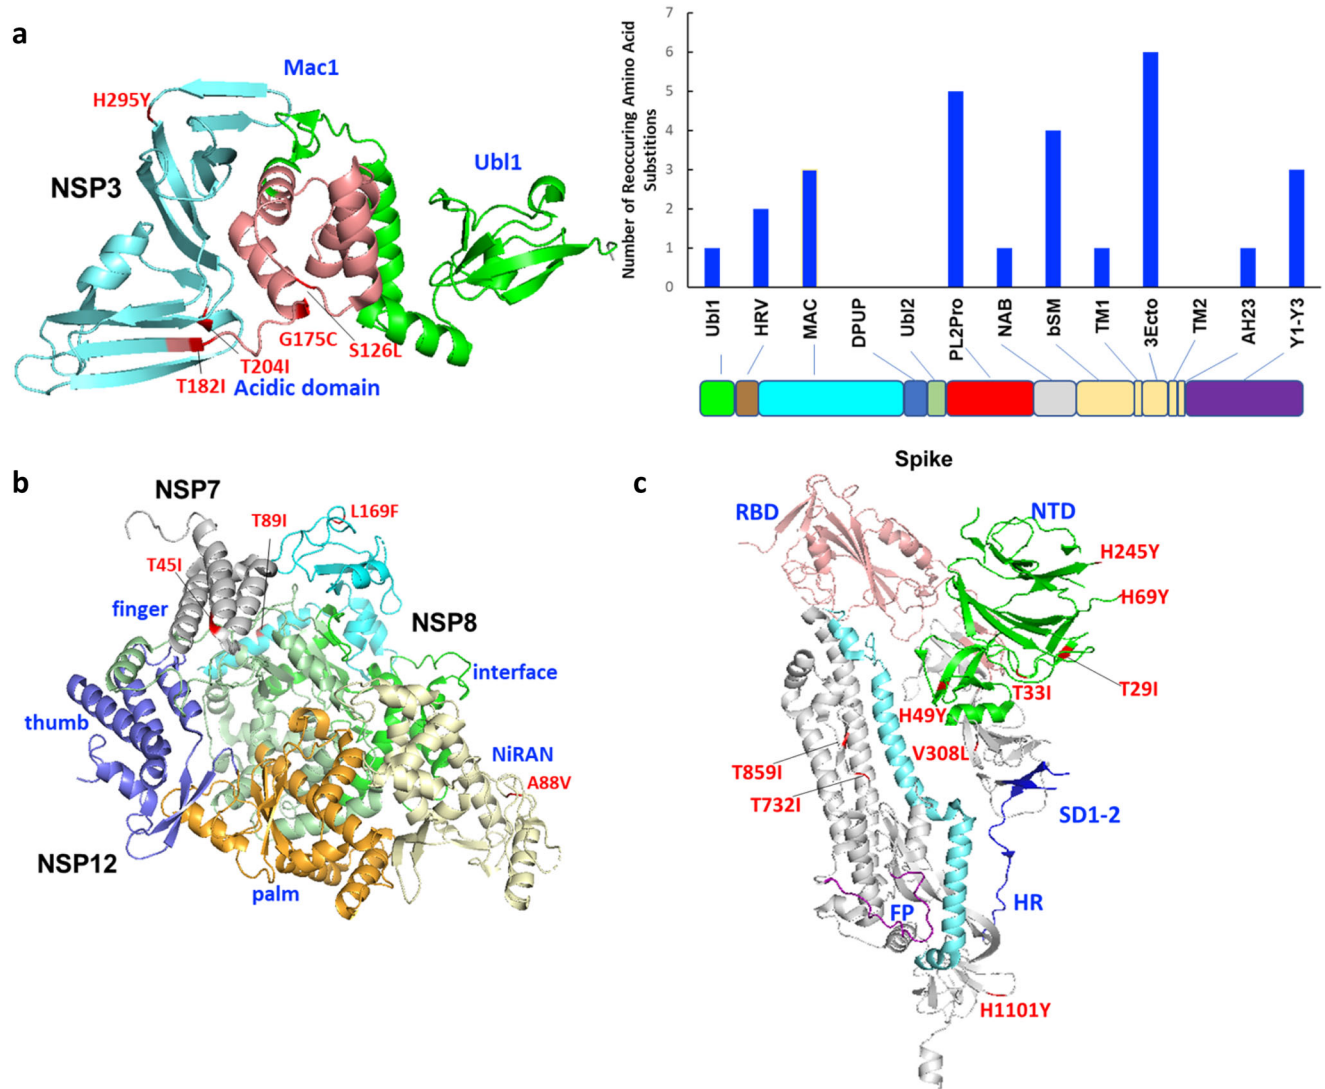 a
Mac1
H295Y
NSP3
Ubl1
G175C
S126L
T204I
T182I
Acidic domain
Number of Reoccuring Amino Acid
Substitutions
7
6
5
4
3
2
1
0
Ubl1
HRV
MAC
DPUP
Ubl2
PL2Pro
NAB
bSM
TM1
3Ecto
TM2
AH23
Y1-Y3
b
NSP7
T89I
L169F
T45I
finger
NSP8
interface
thumb
NiRAN
A88V
NSP12
palm
c
Spike
RBD
NTD
H245Y
H69Y
T33I
T29I
H49Y
V308L
T859I
T732I
SD1-2
FP
HR
H1101Y